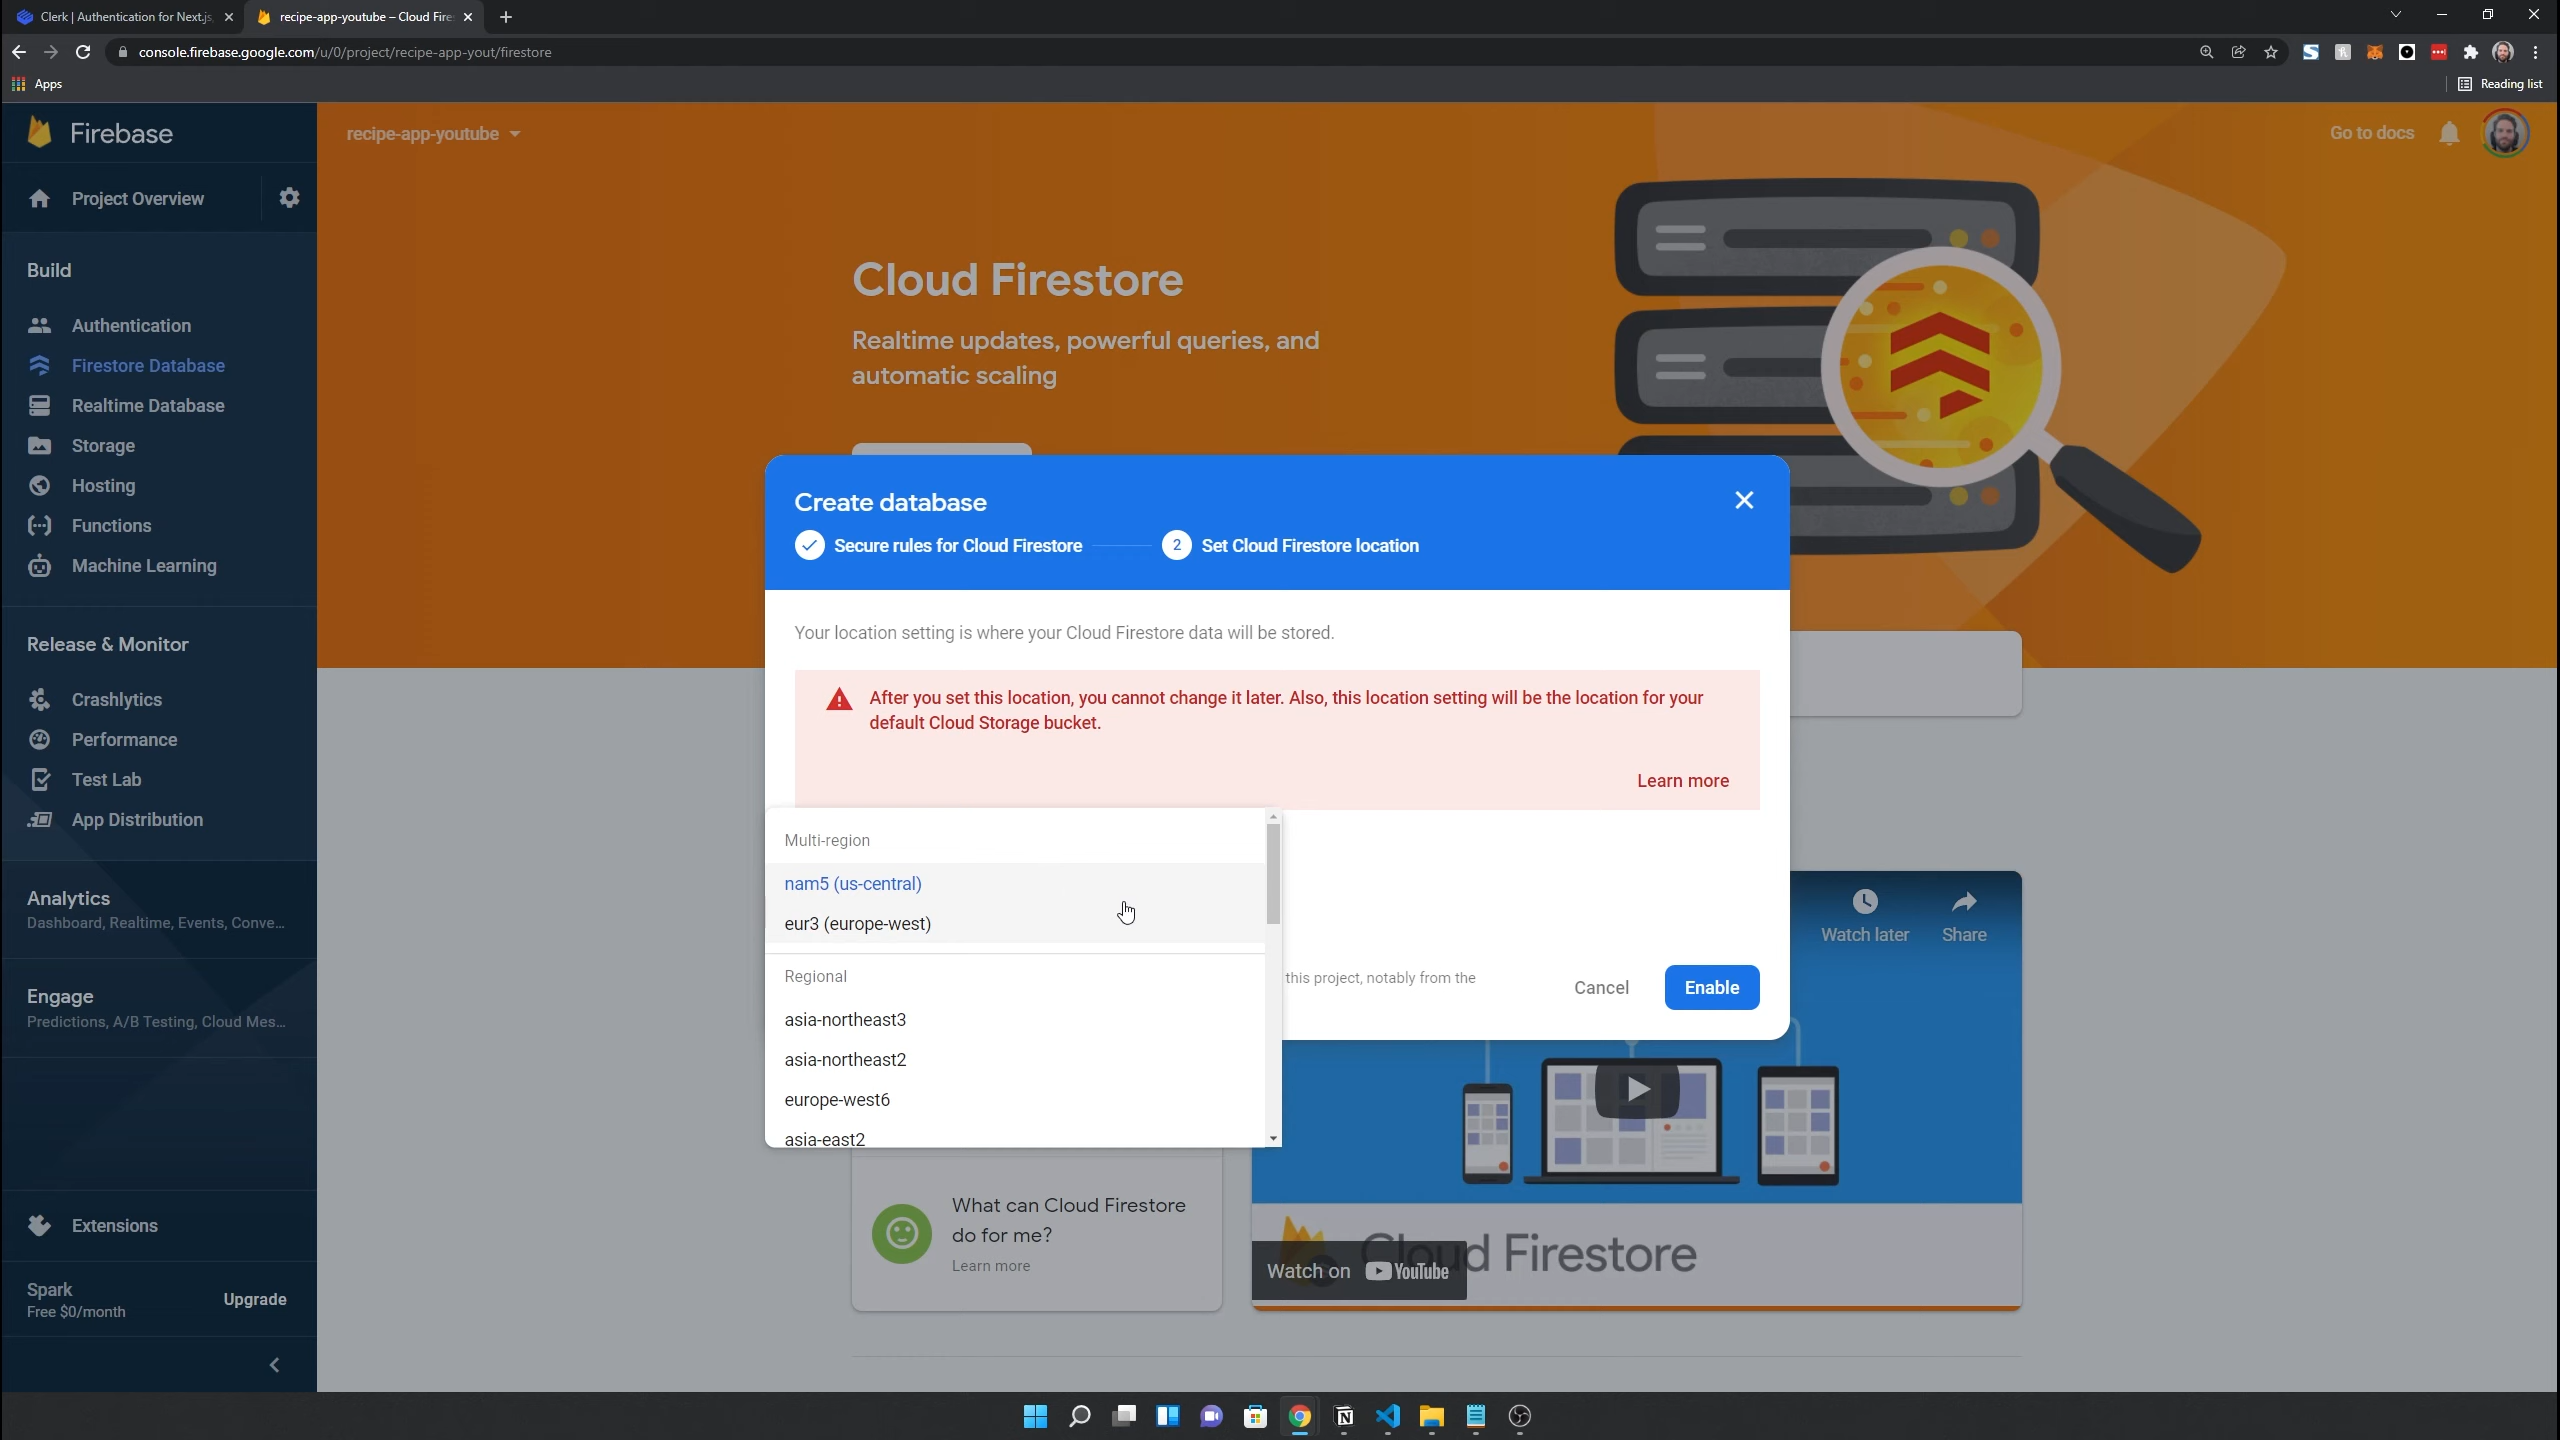 Clerk | Authentication for Next.js
recipe-app-youtube – Cloud Fire
console.firebase.google.com/u/0/project/recipe-app-yout/firestore
Apps
Reading list
Firebase
recipe-app-youtube
Go to docs
Project Overview
Build
Authentication
Firestore Database
Realtime Database
Storage
Hosting
Functions
Machine Learning
Release & Monitor
Crashlytics
Performance
Test Lab
App Distribution
Analytics
Dashboard, Realtime, Events, Conve...
Engage
Predictions, A/B Testing, Cloud Mes...
Extensions
Spark
Free $0/month
Upgrade
Cloud Firestore
Realtime updates, powerful queries, and
automatic scaling
Create database
Secure rules for Cloud Firestore
2 Set Cloud Firestore location
Your location setting is where your Cloud Firestore data will be stored.
After you set this location, you cannot change it later. Also, this location setting will be the location for your
default Cloud Storage bucket.
Learn more
Multi-region
nam5 (us-central)
eur3 (europe-west)
Regional
asia-northeast3
asia-northeast2
europe-west6
asia-east2
this project, notably from the
Cancel
Enable
Watch later
Share
What can Cloud Firestore
do for me?
Learn more
Cloud Firestore
Watch on YouTube